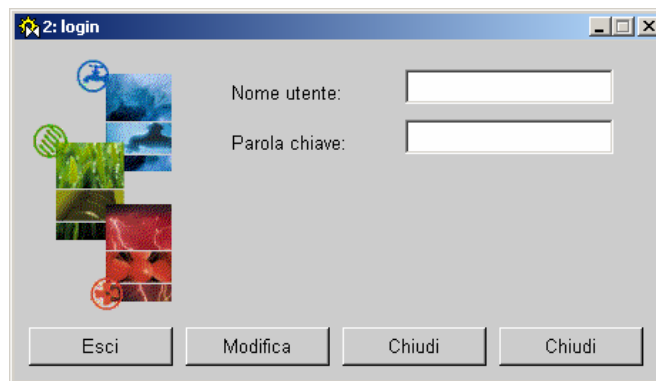 2: login
Nome utente:
Parola chiave:
Esci Modifica Chiudi Chiudi